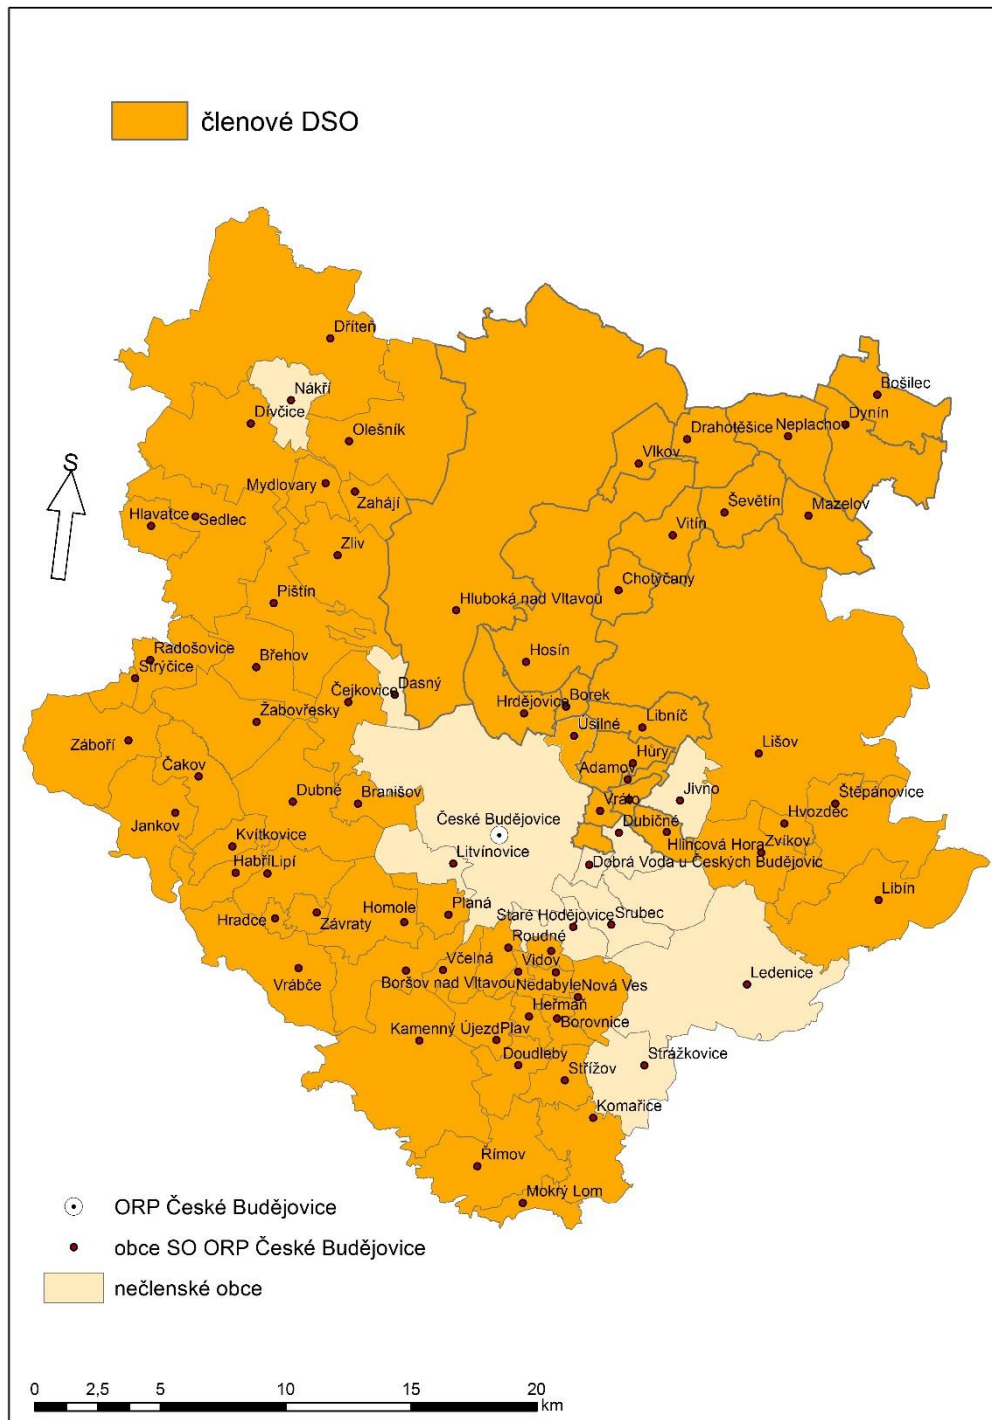 členové DSO
Dříteň
Nákří
Dívčice
Olešník
Bošilec
Dynín
Neplachov
Drahotěšice
Vlkov
S
Mydlovary
Zahájí
Hlavatce
Sedlec
Ševětín
Mazelov
Vitín
Zliv
Chotýčany
Pištín
Hluboká nad Vltavou
Radošovice
Strýčice
Břehov
Hosín
Čejkovice
Dasný
Hrdějovice
Borek
Úsilné
Libníč
Žabovřesky
Záboří
Čakov
Hůry
Adamov
Lišov
Jivno
Štěpánovice
Jankov
Dubné
Branišov
Vráto
Hvozdec
České Budějovice
Dubičné
Hlincová Hora
Zvíkov
Kvítkovice
Litvínovice
Dobrá Voda u Českých Budějovic
Habří
Lipí
Libín
Hradce
Závraty
Homole
Planá
Staré Hodějovice
Srubec
Roudné
Vrábče
Včelná
Vidov
Boršov nad Vltavou
Nedabyle
Nová Ves
Ledenice
Heřmaň
Borovnice
Kamenný Újezd
Plav
Doudleby
Střížov
Strážkovice
Komařice
Římov
Mokrý Lom
ORP České Budějovice
obce SO ORP České Budějovice
nečlenské obce
0 2,5 5 10 15 20
km